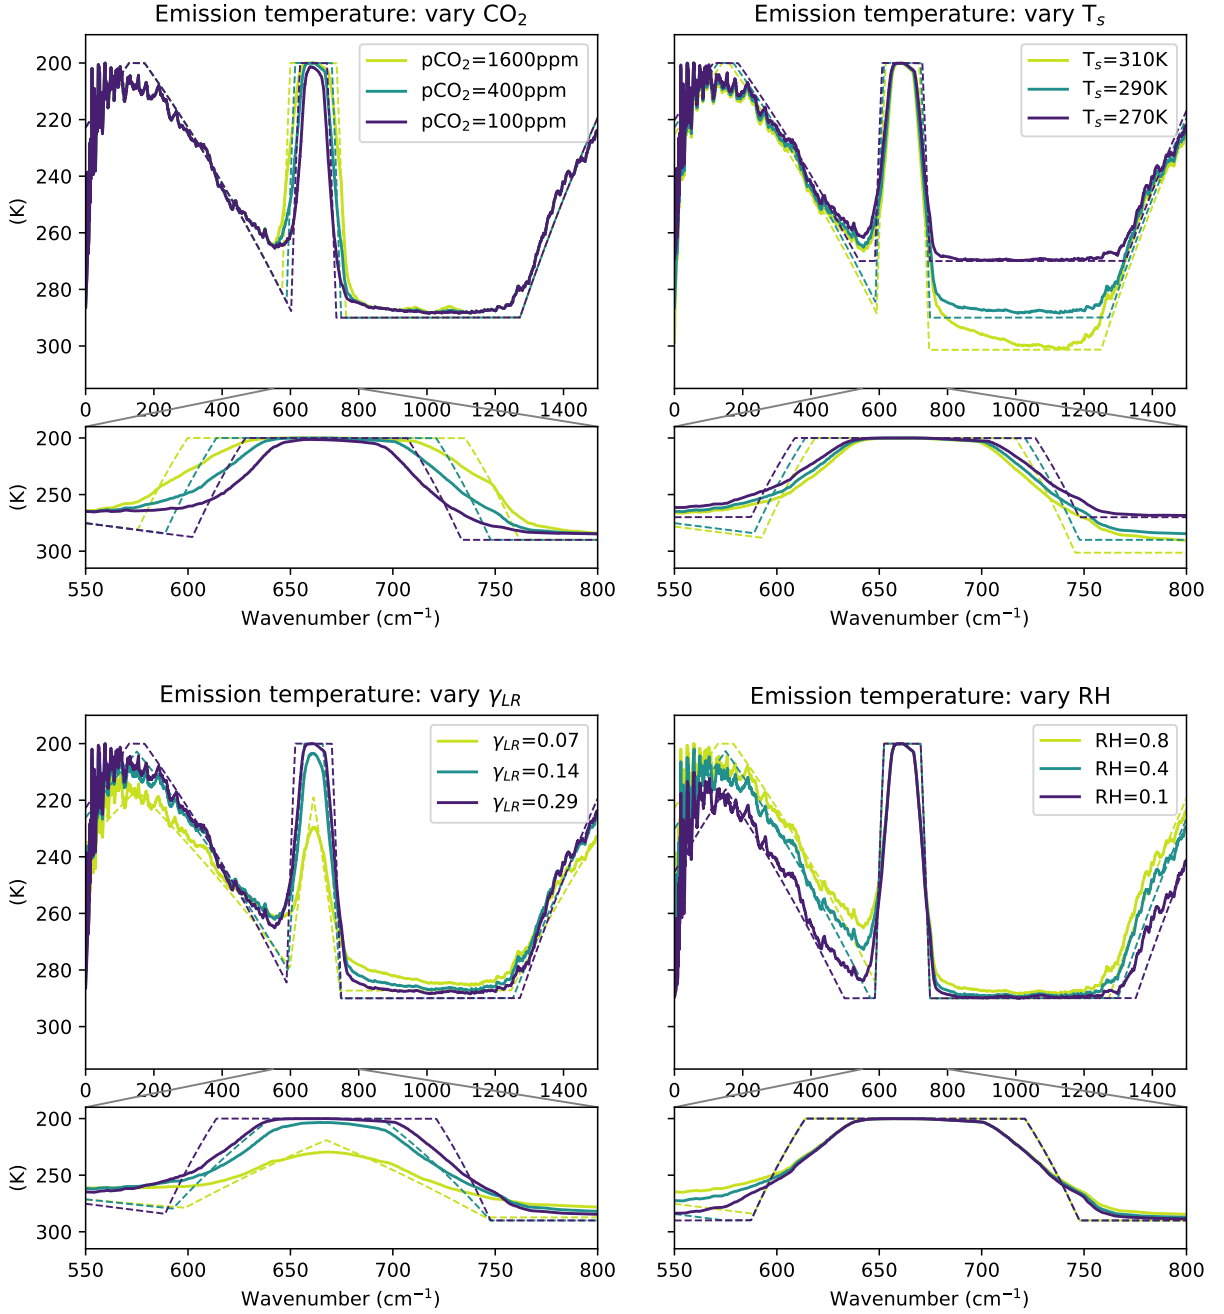 Emission temperature: vary CO₂
200
220
240
260
280
300
(K)
pCO₂=1600ppm
pCO₂=400ppm
pCO₂=100ppm
0 200 400 600 800 1000 1200 1400
200
250
300
(K)
550 600 650 700 750 800
Wavenumber (cm⁻¹)
Emission temperature: vary Tₛ
200
220
240
260
280
300
(K)
Tₛ=310K
Tₛ=290K
Tₛ=270K
0 200 400 600 800 1000 1200 1400
200
250
300
(K)
550 600 650 700 750 800
Wavenumber (cm⁻¹)
Emission temperature: vary γLR
200
220
240
260
280
300
(K)
γLR=0.07
γLR=0.14
γLR=0.29
0 200 400 600 800 1000 1200 1400
200
250
300
(K)
550 600 650 700 750 800
Wavenumber (cm⁻¹)
Emission temperature: vary RH
200
220
240
260
280
300
(K)
RH=0.8
RH=0.4
RH=0.1
0 200 400 600 800 1000 1200 1400
200
250
300
(K)
550 600 650 700 750 800
Wavenumber (cm⁻¹)